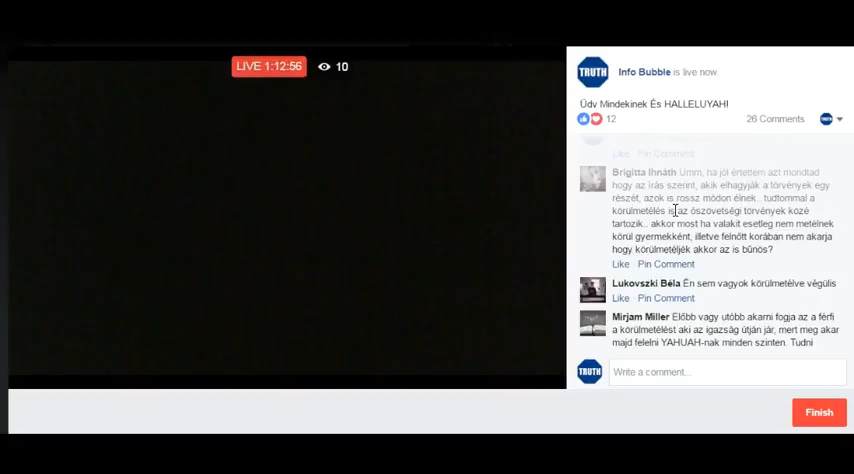 LIVE 1:12:56
10
TRUTH
Info Bubble is live now.
Üdv Mindekinek És HALLELUYAH!
12
26 Comments
TRUTH
Like Pin Comment
Brigitta Ihnáth Umm, ha jól értettem azt mondtad
hogy az írás szerint, akik elhagyják a törvények egy
részét, azok is rossz módon élnek.. tudtommal a
körülmetélés is az ószövetségi törvények közé
tartozik.. akkor most ha valakit esetleg nem metélnek
körül gyermekként, illetve felnőtt korában nem akarja
hogy körülmetéljék akkor az is bűnös?
Like Pin Comment
Lukovszki Béla Én sem vagyok körülmetélve végülis
Like Pin Comment
Mirjam Miller Előbb vagy utóbb akarni fogja az a férfi
a körülmetélést aki az igazság útján jár, mert meg akar
majd felelni YAHUAH-nak minden szinten. Tudni
TRUTH
Write a comment...
Finish